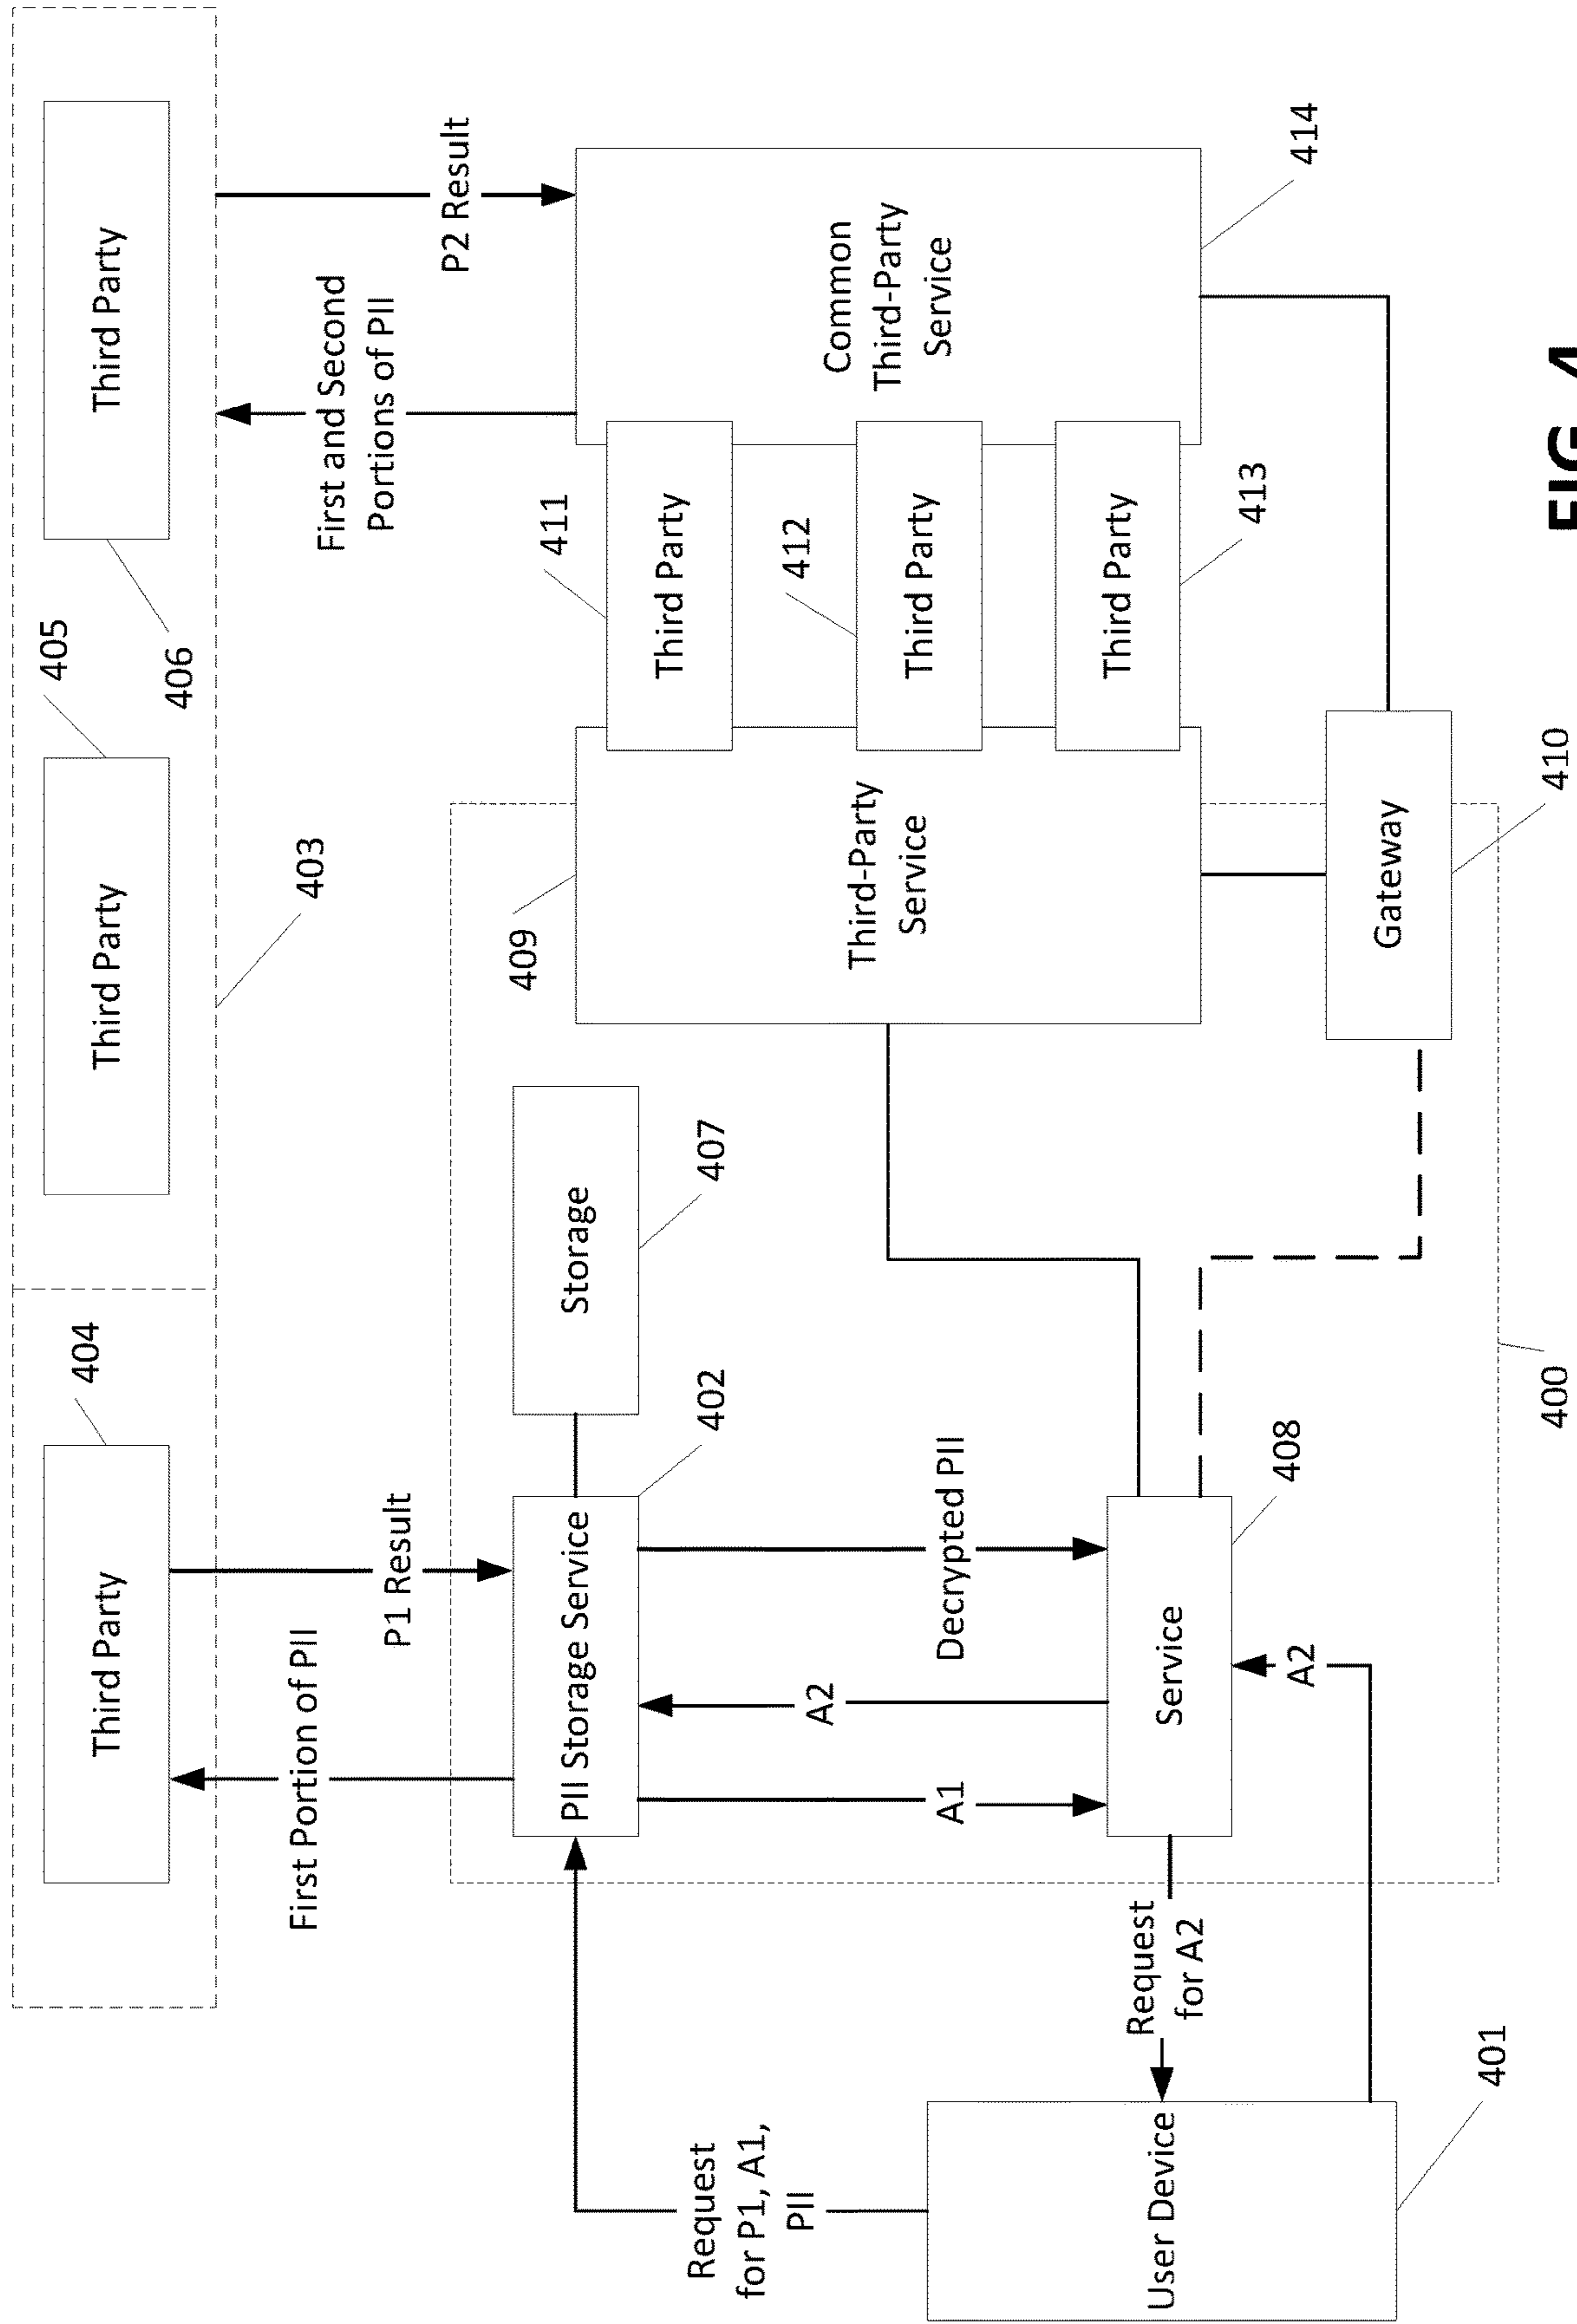 Third Party
Third Party
Third Party
404
405
406
403
First Portion of PII
P1 Result
First and Second
Portions of PII
P2 Result
Request
for P1, A1,
PII
PII Storage Service
402
Storage
407
409
Third-Party
Service
Third Party
411
Third Party
412
Third Party
413
Common
Third-Party
Service
414
A1
A2
Decrypted PII
User Device
401
Request
for A2
Service
408
A2
Gateway
410
400
FIG. 4